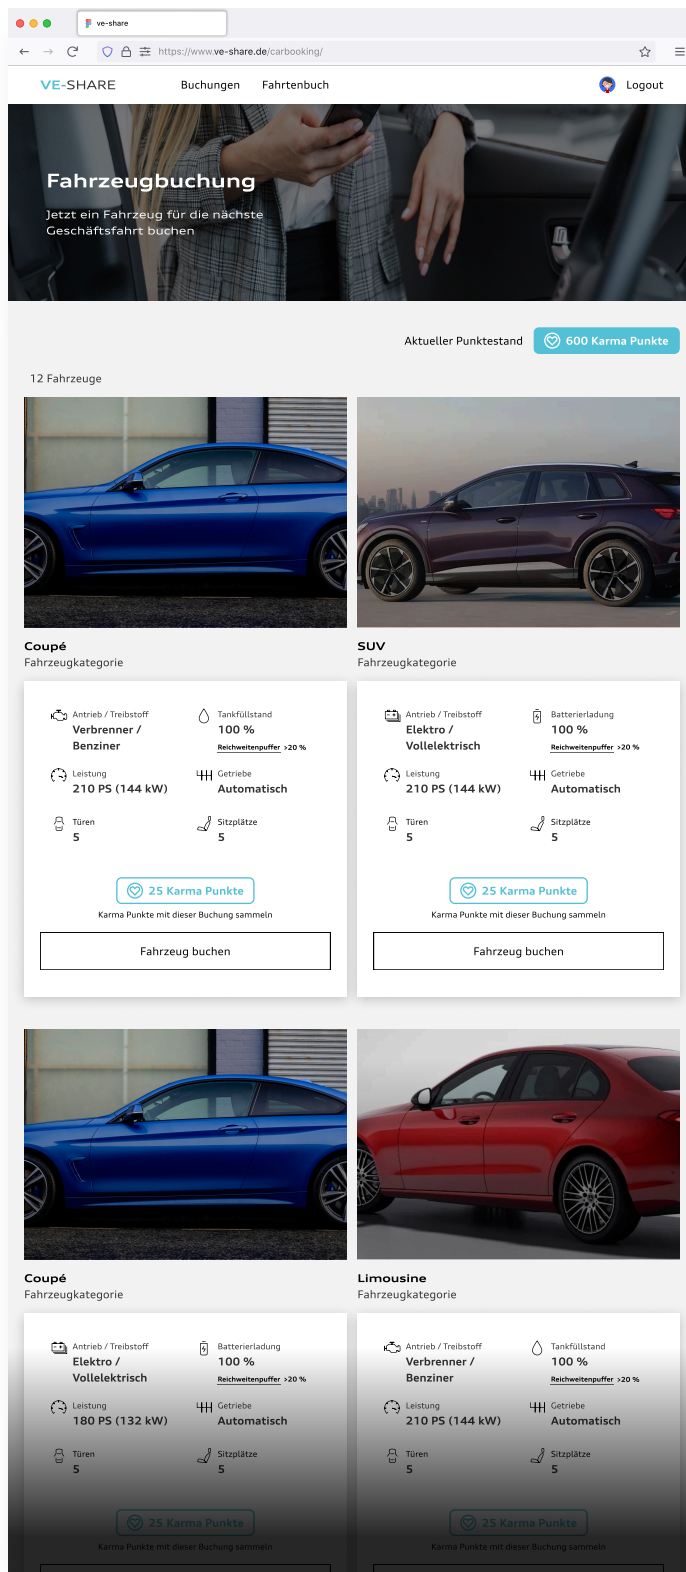 ve-share
https://www.ve-share.de/carbooking/
VE-SHARE
Buchungen
Fahrtenbuch
Logout
Fahrzeugbuchung
Jetzt ein Fahrzeug für die nächste
Geschäftsfahrt buchen
Aktueller Punktestand
600 Karma Punkte
12 Fahrzeuge
Coupé
Fahrzeugkategorie
Antrieb / Treibstoff
Verbrenner /
Benziner
Tankfüllstand
100 %
Reichweitenpuffer >20 %
Leistung
210 PS (144 kW)
Getriebe
Automatisch
Türen
5
Sitzplätze
5
25 Karma Punkte
Karma Punkte mit dieser Buchung sammeln
Fahrzeug buchen
SUV
Fahrzeugkategorie
Antrieb / Treibstoff
Elektro /
Vollelektrisch
Batterieladung
100 %
Reichweitenpuffer >20 %
Leistung
210 PS (144 kW)
Getriebe
Automatisch
Türen
5
Sitzplätze
5
25 Karma Punkte
Karma Punkte mit dieser Buchung sammeln
Fahrzeug buchen
Coupé
Fahrzeugkategorie
Antrieb / Treibstoff
Elektro /
Vollelektrisch
Batterieladung
100 %
Reichweitenpuffer >20 %
Leistung
180 PS (132 kW)
Getriebe
Automatisch
Türen
5
Sitzplätze
5
25 Karma Punkte
Karma Punkte mit dieser Buchung sammeln
Limousine
Fahrzeugkategorie
Antrieb / Treibstoff
Verbrenner /
Benziner
Tankfüllstand
100 %
Reichweitenpuffer >20 %
Leistung
210 PS (144 kW)
Getriebe
Automatisch
Türen
5
Sitzplätze
5
25 Karma Punkte
Karma Punkte mit dieser Buchung sammeln